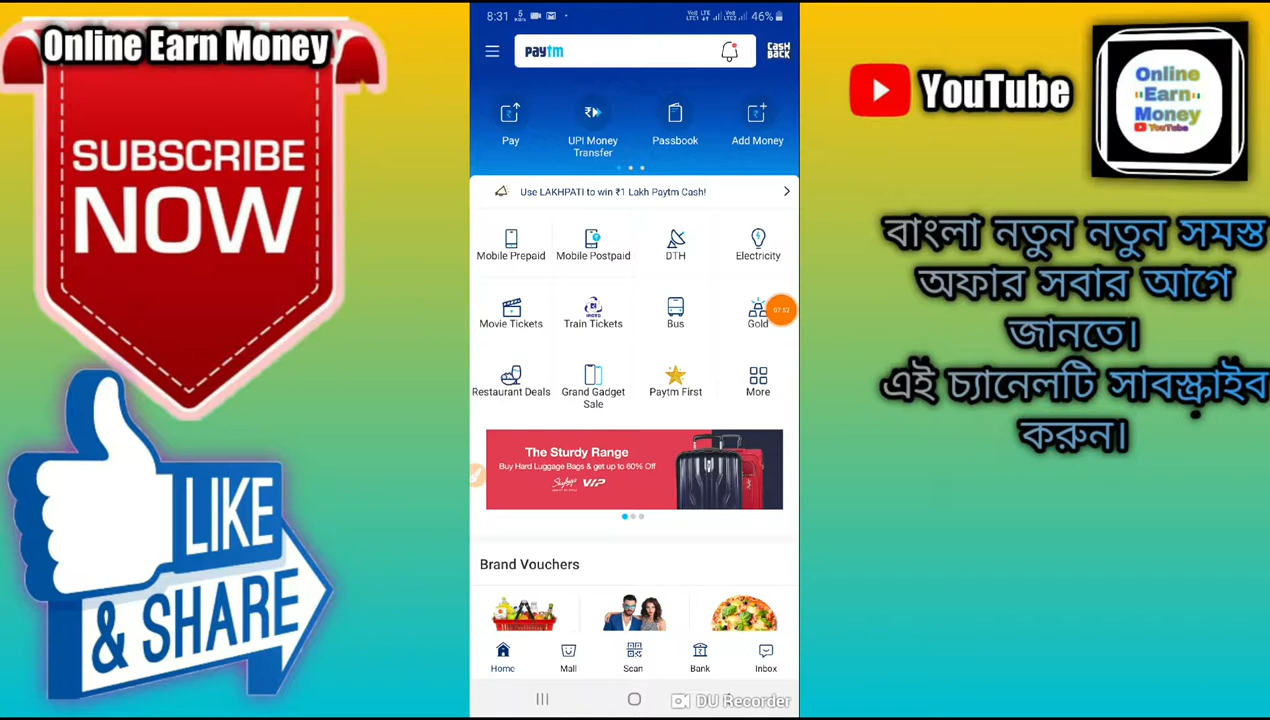 Online Earn Money
SUBSCRIBE
NOW
LIKE
& SHARE
8:31
46%
paytm
CASH
BACK
Pay
UPI Money
Transfer
Passbook
Add Money
Use LAKHPATI to win ₹1 Lakh Paytm Cash!
Mobile Prepaid
Mobile Postpaid
DTH
Electricity
Movie Tickets
Train Tickets
Bus
Gold
07:52
Restaurant Deals
Grand Gadget
Sale
Paytm First
More
The Sturdy Range
Buy Hard Luggage Bags & get up to 60% Off
Skybags
VIP
Brand Vouchers
Home
Mall
Scan
Bank
Inbox
DU Recorder
YouTube
Online
Earn
Money
YouTube
বাংলা নতুন নতুন সমস্ত
অফার সবার আগে
জানতে।
এই চ্যানেলটি সাবস্ক্রাইব
করুন।